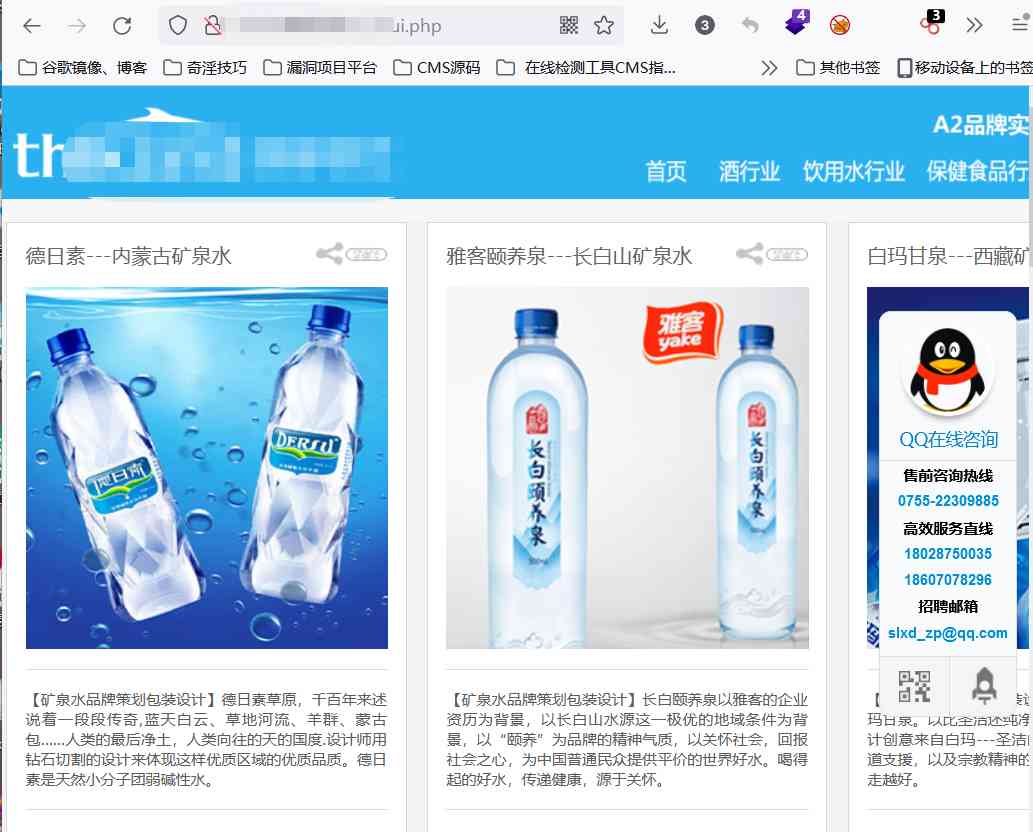 ui.php
3
4
3
谷歌镜像、博客
奇淫技巧
漏洞项目平台
CMS源码
在线检测工具CMS指...
其他书签
移动设备上的书签
th
A2品牌实
首页
酒行业
饮用水行业
保健食品行
德日素---内蒙古矿泉水
德日素
DERSU
【矿泉水品牌策划包装设计】德日素草原，千百年来述
说着一段段传奇,蓝天白云、草地河流、羊群、蒙古
包......人类的最后净土，人类向往的天的国度.设计师用
钻石切割的设计来体现这样优质区域的优质品质。德日
素是天然小分子团弱碱性水。
雅客颐养泉---长白山矿泉水
雅客
yake
长白颐养泉
长白颐养泉
【矿泉水品牌策划包装设计】长白颐养泉以雅客的企业
资历为背景，以长白山水源这一极优的地域条件为背
景，以“颐养”为品牌的精神气质，以关怀社会，回报
社会之心，为中国普通民众提供平价的世界好水。喝得
起的好水，传递健康，源于关怀。
白玛甘泉---西藏矿
QQ在线咨询
售前咨询热线
0755-22309885
高效服务直线
18028750035
18607078296
招聘邮箱
slxd_zp@qq.com
玛甘泉。以比圣洁还纯净
计创意来自白玛---圣洁的
道支援，以及宗教精神的
走越好。